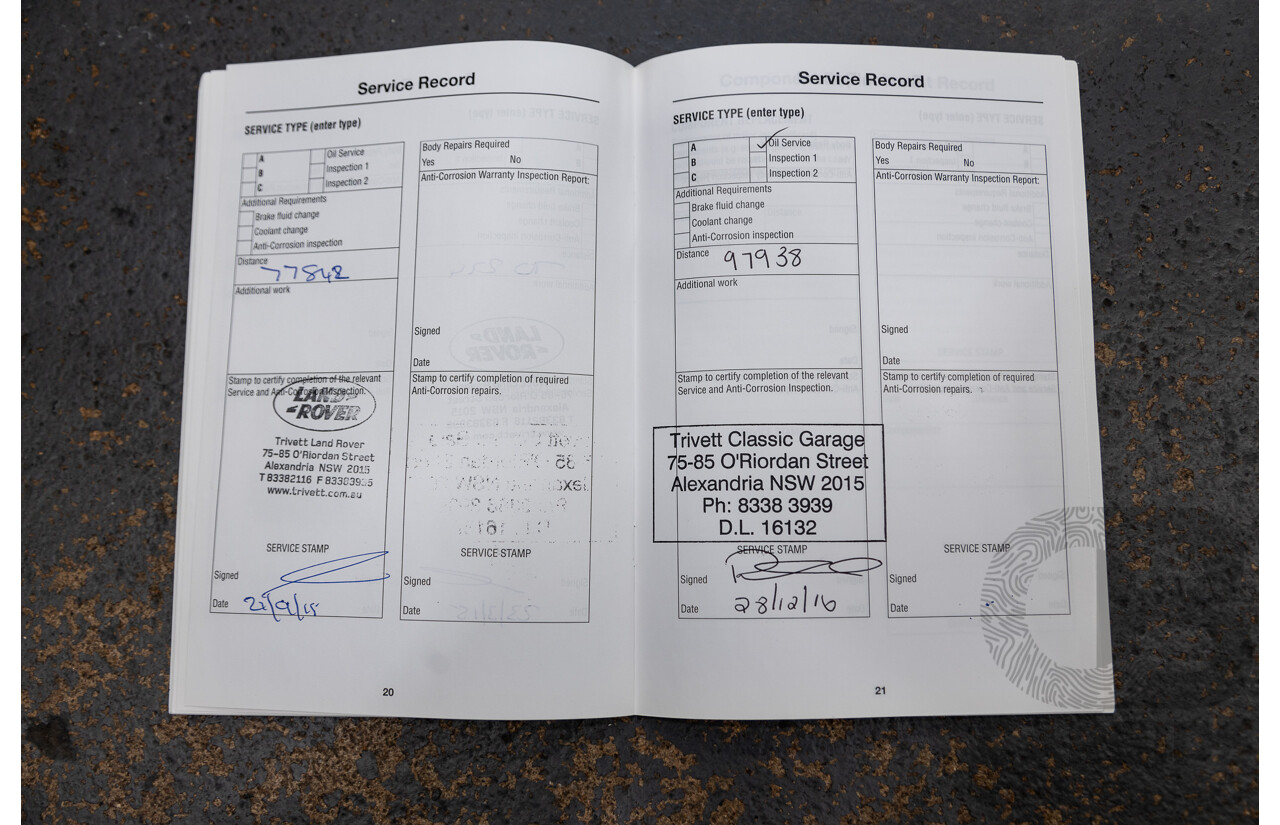 Service Record
SERVICE TYPE (enter type)
A
B
C
Oil Service
Inspection 1
Inspection 2
Additional Requirements
Brake fluid change
Coolant change
Anti-Corrosion inspection
Distance
77842
Additional work
Stamp to certify completion of the relevant
Service and Anti-Corrosion Inspection.
LAND
ROVER
Trivett Land Rover
75-85 O'Riordan Street
Alexandria NSW 2015
T 83382116 F 83383935
www.trivett.com.au
SERVICE STAMP
Signed
Date
Body Repairs Required
Yes No
Anti-Corrosion Warranty Inspection Report:
Signed
Date
Stamp to certify completion of required
Anti-Corrosion repairs.
SERVICE STAMP
Signed
Date
20
Service Record
SERVICE TYPE (enter type)
A
B
C
Oil Service
Inspection 1
Inspection 2
Additional Requirements
Brake fluid change
Coolant change
Anti-Corrosion inspection
Distance 97938
Additional work
Stamp to certify completion of the relevant
Service and Anti-Corrosion Inspection.
Trivett Classic Garage
75-85 O'Riordan Street
Alexandria NSW 2015
Ph: 8338 3939
D.L. 16132
SERVICE STAMP
Signed
Date 28/12/16
Body Repairs Required
Yes No
Anti-Corrosion Warranty Inspection Report:
Signed
Date
Stamp to certify completion of required
Anti-Corrosion repairs.
SERVICE STAMP
Signed
Date
21